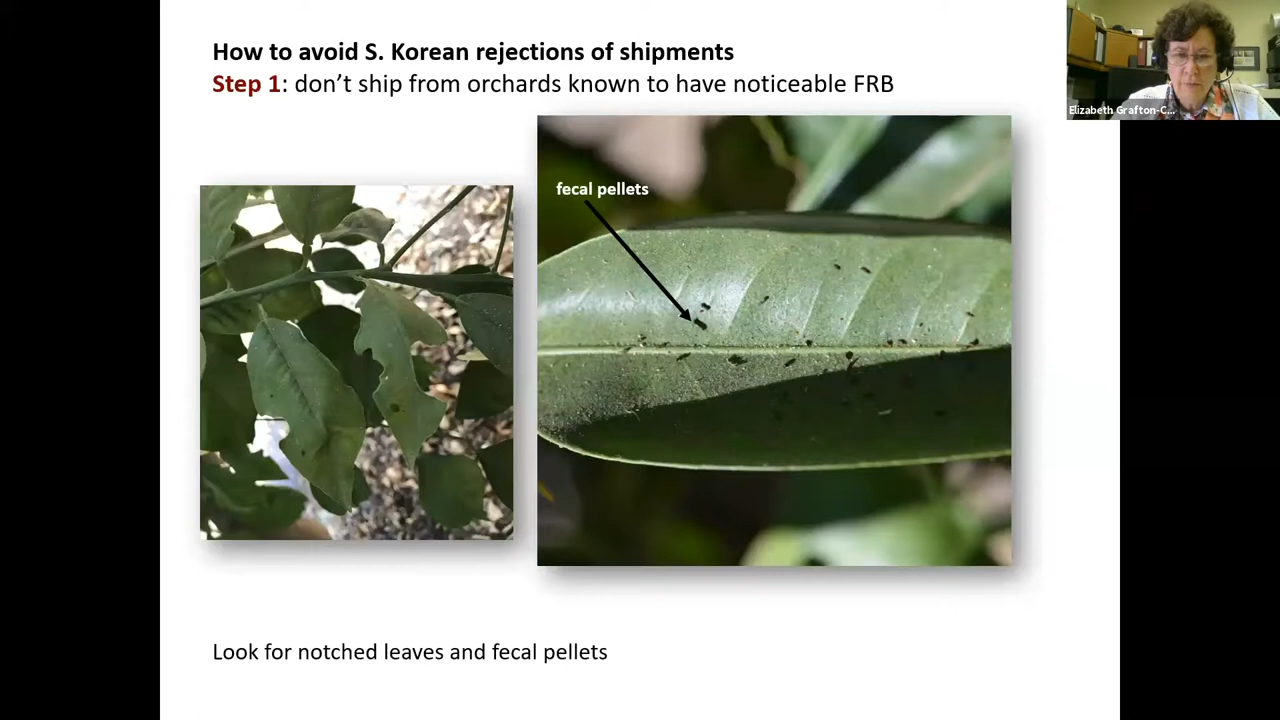 How to avoid S. Korean rejections of shipments
Step 1: don’t ship from orchards known to have noticeable FRB
Elizabeth Grafton-C...
fecal pellets
Look for notched leaves and fecal pellets